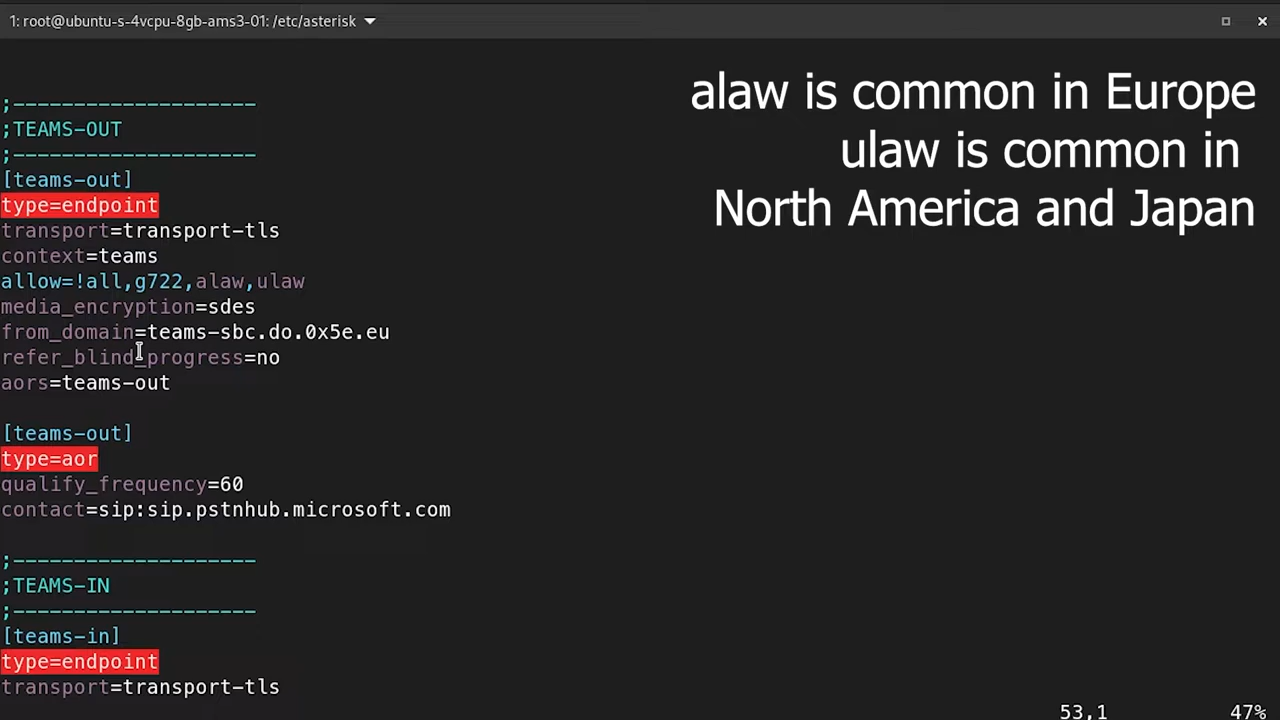 1: root@ubuntu-s-4vcpu-8gb-ams3-01: /etc/asterisk
alaw is common in Europe
ulaw is common in
North America and Japan
;--------------------
;TEAMS-OUT
;--------------------
[teams-out]
type=endpoint
transport=transport-tls
context=teams
allow=!all,g722,alaw,ulaw
media_encryption=sdes
from_domain=teams-sbc.do.0x5e.eu
refer_blind_progress=no
aors=teams-out
[teams-out]
type=aor
qualify_frequency=60
contact=sip:sip.pstnhub.microsoft.com
;--------------------
;TEAMS-IN
;--------------------
[teams-in]
type=endpoint
transport=transport-tls
53,1 47%